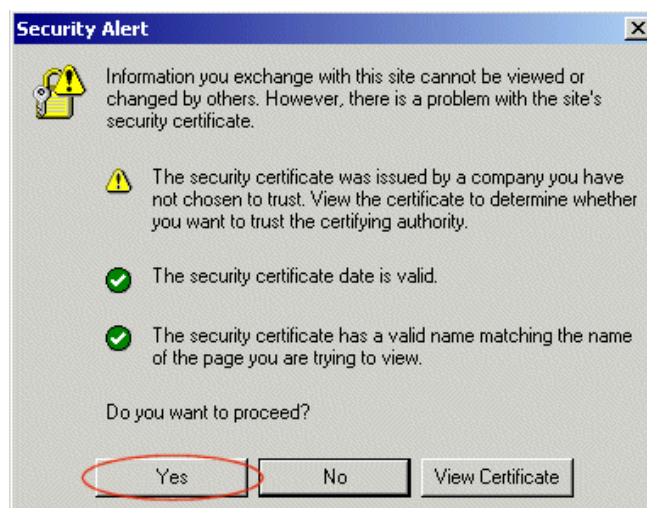 Security Alert
Information you exchange with this site cannot be viewed or
changed by others. However, there is a problem with the site's
security certificate.
The security certificate was issued by a company you have
not chosen to trust. View the certificate to determine whether
you want to trust the certifying authority.
The security certificate date is valid.
The security certificate has a valid name matching the name
of the page you are trying to view.
Do you want to proceed?
Yes No View Certificate